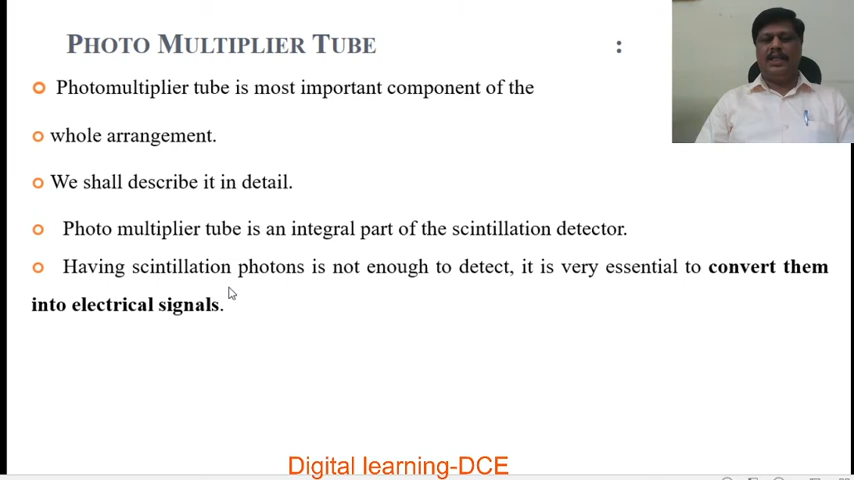 PHOTO MULTIPLIER TUBE :
Photomultiplier tube is most important component of the
whole arrangement.
We shall describe it in detail.
Photo multiplier tube is an integral part of the scintillation detector.
Having scintillation photons is not enough to detect, it is very essential to convert them
into electrical signals.
Digital learning-DCE